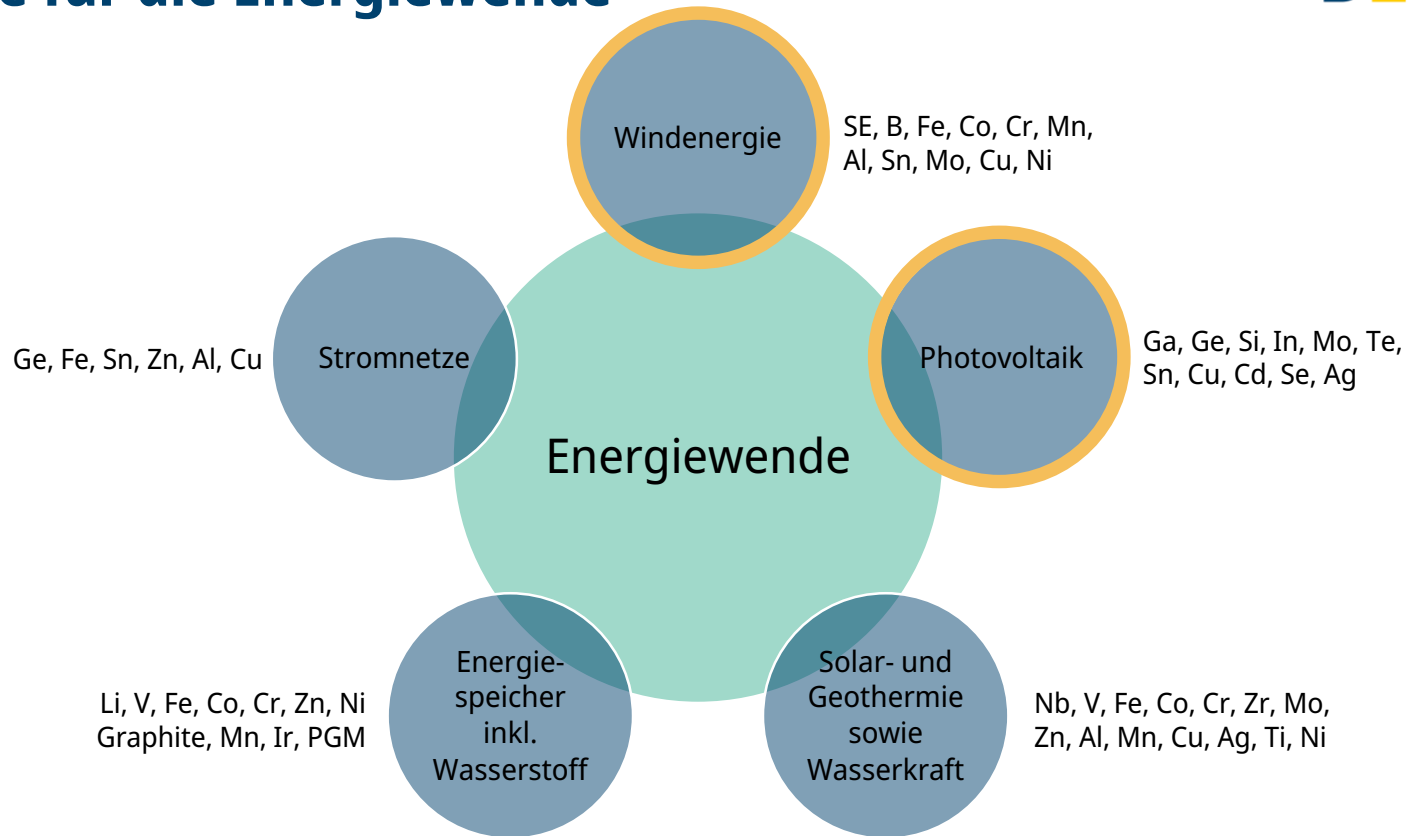 für die Energiewende
Windenergie
SE, B, Fe, Co, Cr, Mn,
Al, Sn, Mo, Cu, Ni
Stromnetze
Ge, Fe, Sn, Zn, Al, Cu
Photovoltaik
Ga, Ge, Si, In, Mo, Te,
Sn, Cu, Cd, Se, Ag
Energiewende
Energie-
speicher
inkl.
Wasserstoff
Li, V, Fe, Co, Cr, Zn, Ni
Graphite, Mn, Ir, PGM
Solar- und
Geothermie
sowie
Wasserkraft
Nb, V, Fe, Co, Cr, Zr, Mo,
Zn, Al, Mn, Cu, Ag, Ti, Ni